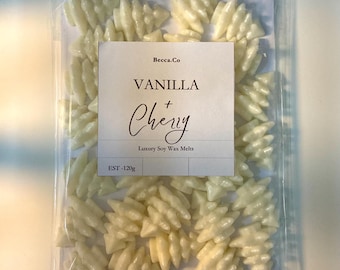 Becca.Co
VANILLA
+
Cherry
Luxury Soy Wax Melts
EST -120g